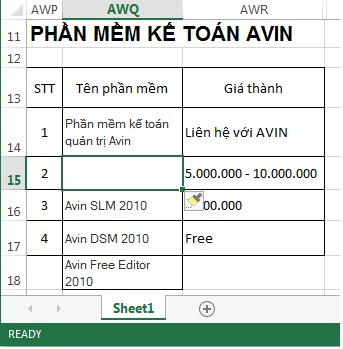 AWP AWQ AWR
11 PHẦN MỀM KẾ TOÁN AVIN
12
13 STT Tên phần mềm Giá thành
14 1 Phần mềm kế toán quản trị Avin Liên hệ với AVIN
15 2 5.000.000 - 10.000.000
16 3 Avin SLM 2010 00.000
17 4 Avin DSM 2010 Free
18 Avin Free Editor 2010
Sheet1
READY